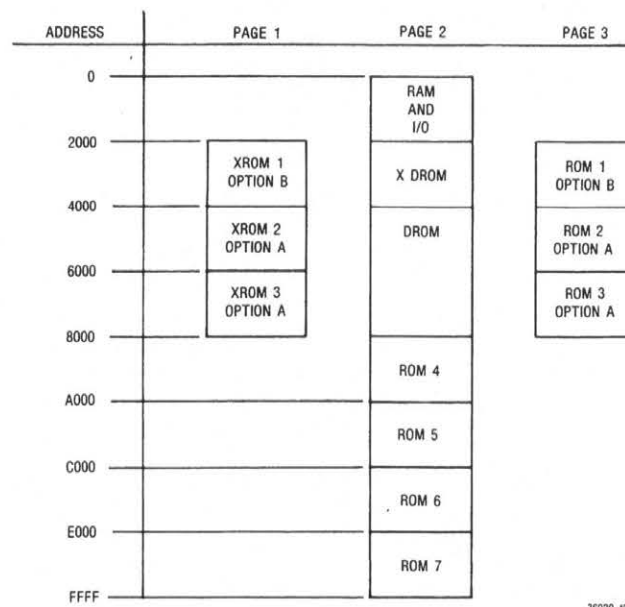 ADDRESS PAGE 1 PAGE 2 PAGE 3
0
RAM
AND
I/O
2000
XROM 1
OPTION B
X DROM
ROM 1
OPTION B
4000
XROM 2
OPTION A
DROM
ROM 2
OPTION A
6000
XROM 3
OPTION A
ROM 3
OPTION A
8000
ROM 4
A000
ROM 5
C000
ROM 6
E000
ROM 7
FFFF